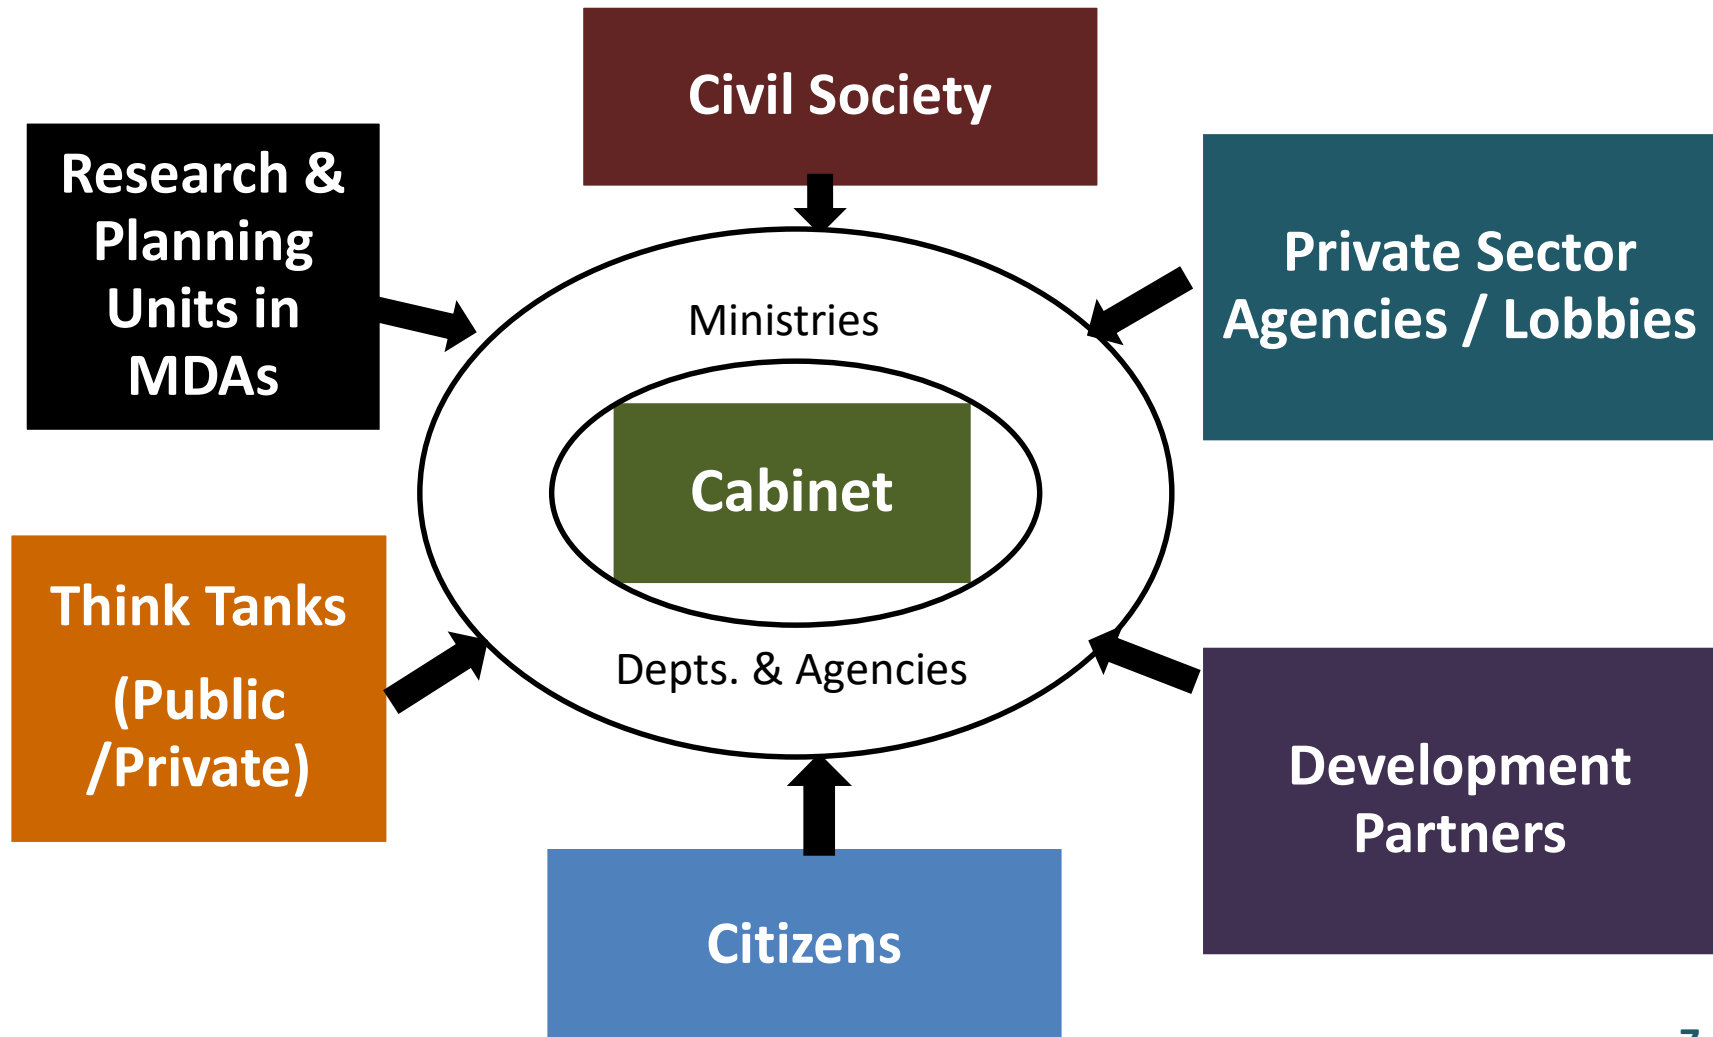 Civil Society
Research &
Planning
Units in
MDAs
Private Sector
Agencies / Lobbies
Ministries
Cabinet
Think Tanks
(Public
/Private)
Depts. & Agencies
Development
Partners
Citizens